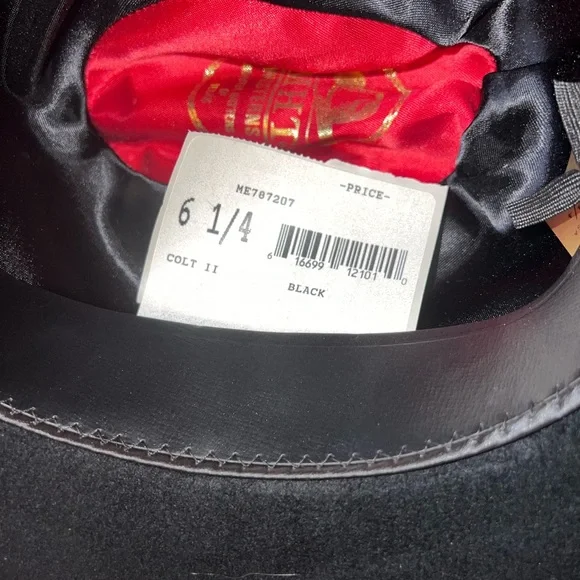 ME787207
-PRICE-
6 1/4
6 16699 12101 0
COLT II
BLACK